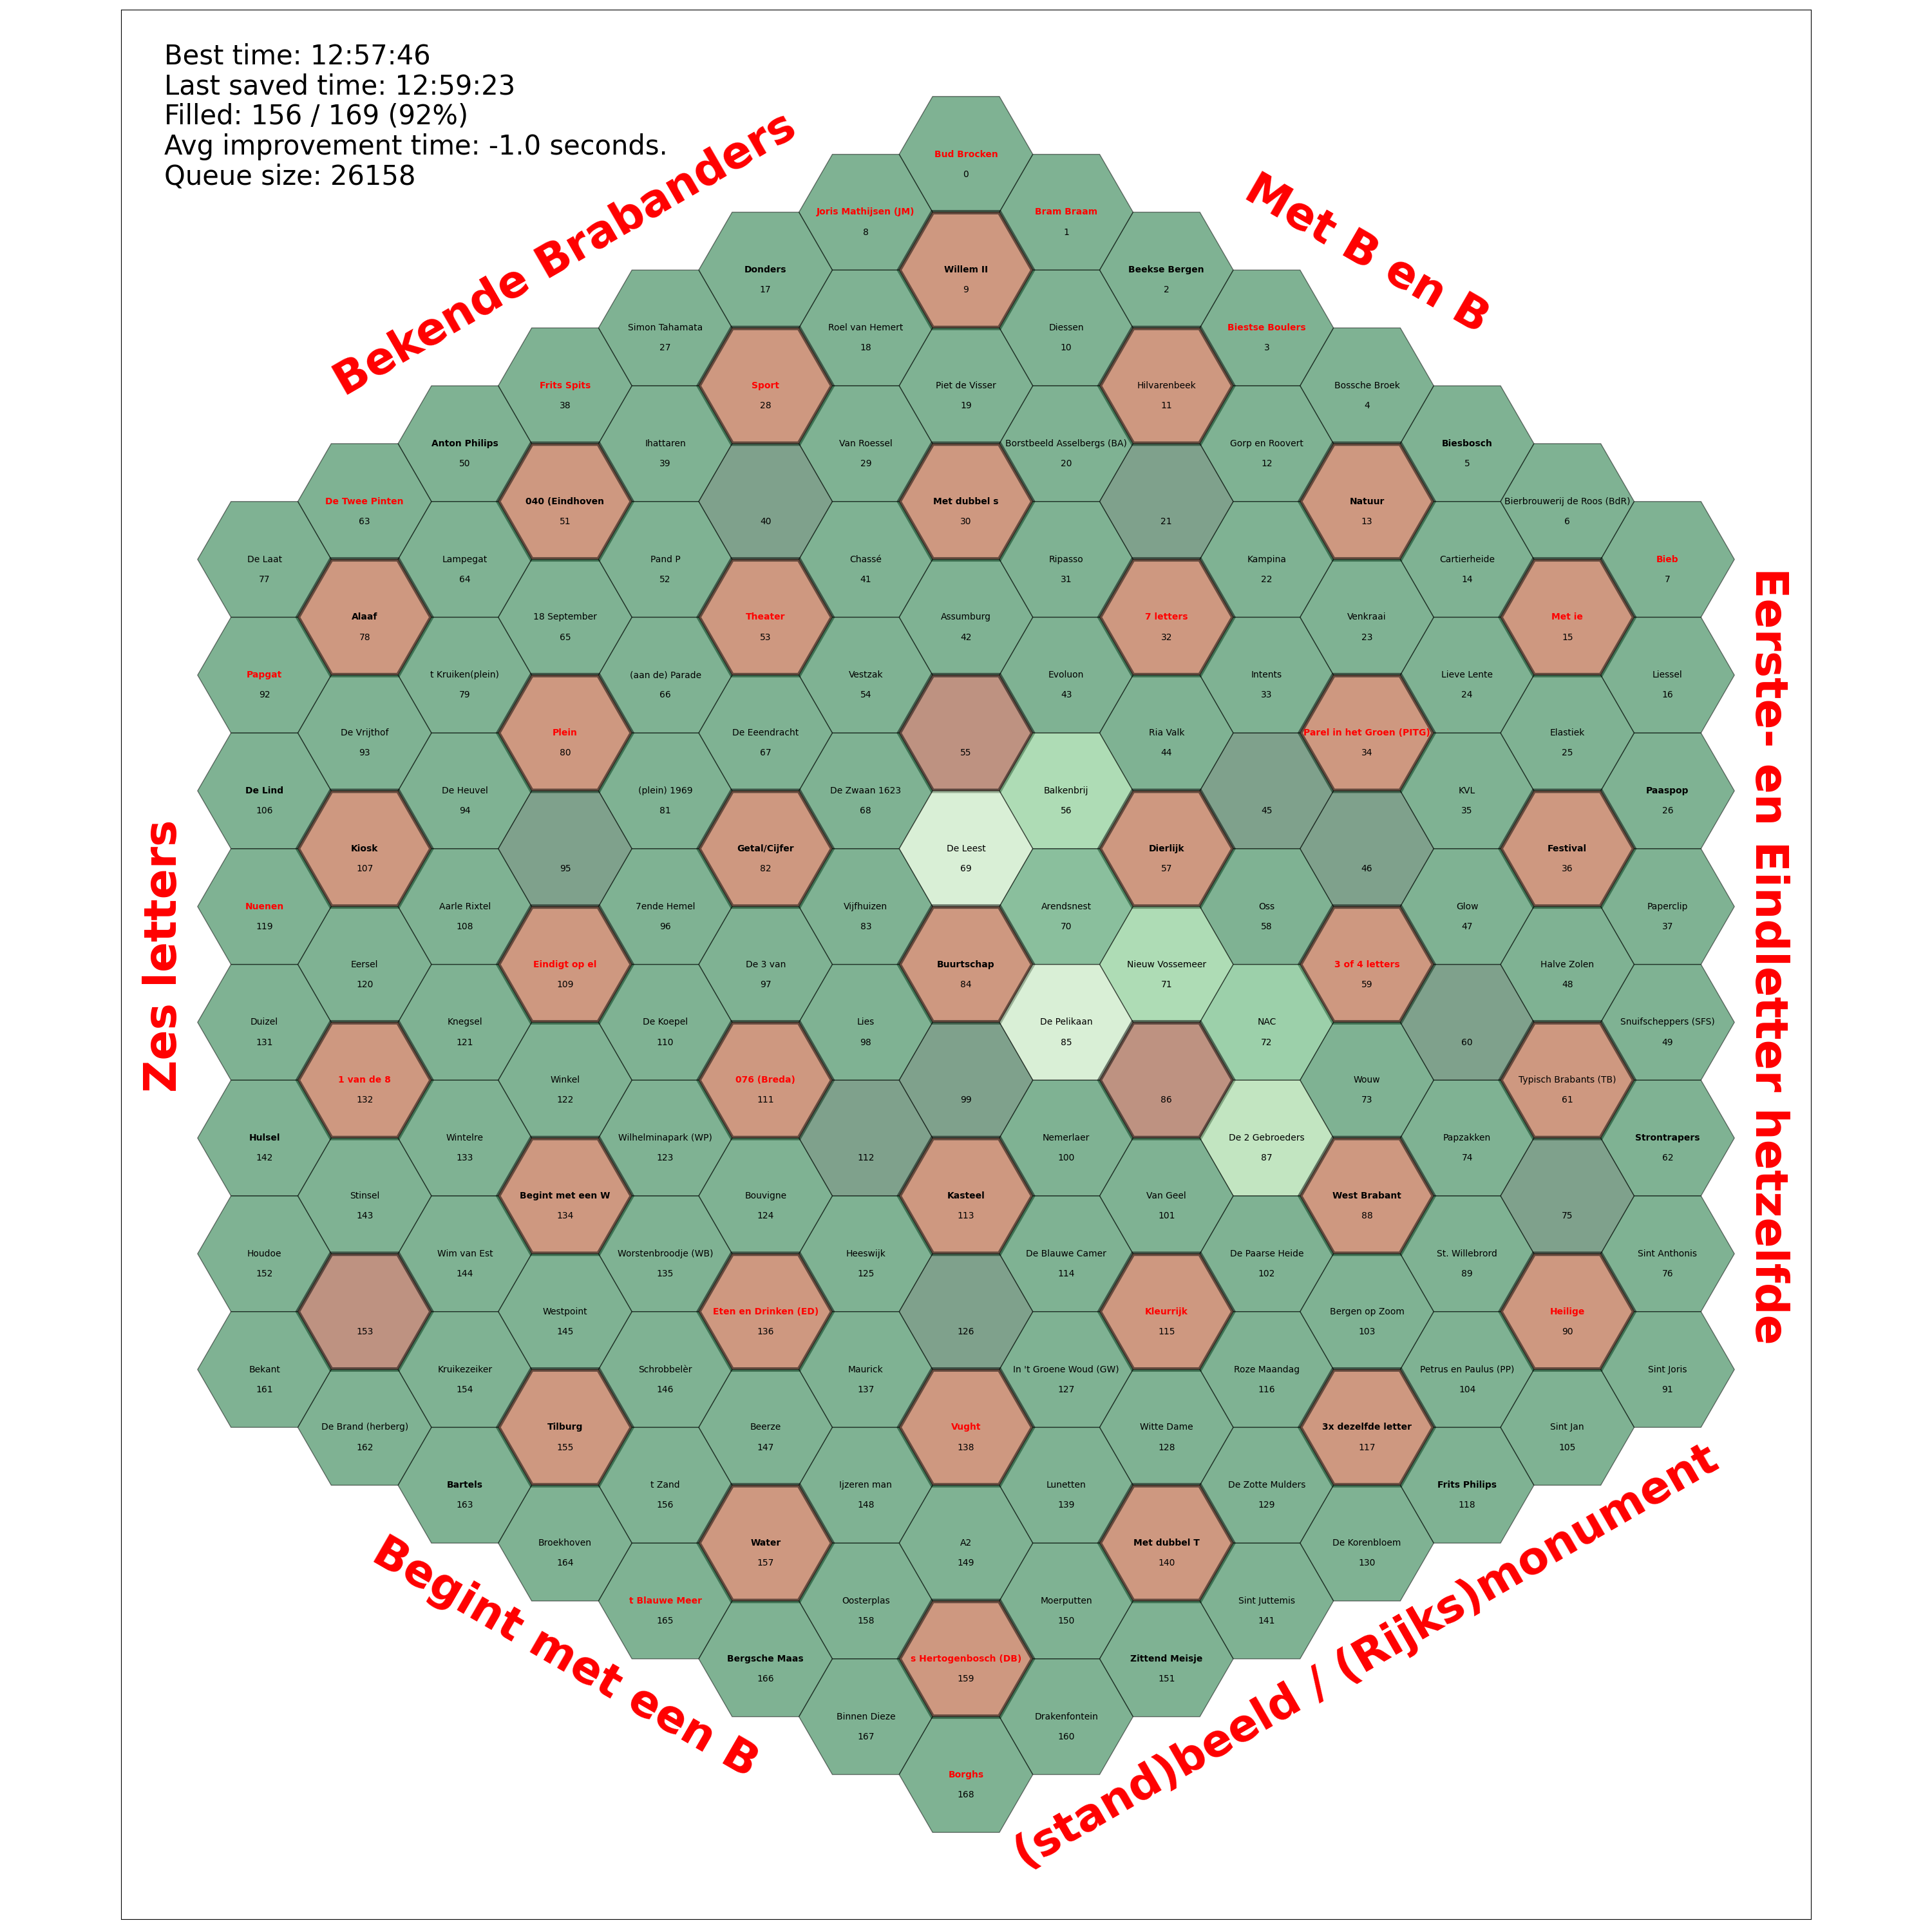 Best time: 12:57:46
Last saved time: 12:59:23
Filled: 156 / 169 (92%)
Avg improvement time: -1.0 seconds.
Queue size: 26158
Bekende Brabanders
Met B en B
Eerste- en Eindletter hetzelfde
(stand)beeld / (Rijks)monument
Begint met een B
Zes letters
Bud Brocken
0
Bram Braam
1
Beekse Bergen
2
Biestse Boulers
3
Bossche Broek
4
Biesbosch
5
Bierbrouwerij de Roos (BdR)
6
Bieb
7
Joris Mathijsen (JM)
8
Willem II
9
Diessen
10
Hilvarenbeek
11
Gorp en Roovert
12
Natuur
13
Cartierheide
14
Met ie
15
Liessel
16
Donders
17
Roel van Hemert
18
Piet de Visser
19
Borstbeeld Asselbergs (BA)
20
21
Kampina
22
Venkraai
23
Lieve Lente
24
Elastiek
25
Paaspop
26
Simon Tahamata
27
Sport
28
Van Roessel
29
Met dubbel s
30
Ripasso
31
7 letters
32
Intents
33
Parel in het Groen (PITG)
34
KVL
35
Festival
36
Paperclip
37
Frits Spits
38
Ihattaren
39
40
Chassé
41
Assumburg
42
Evoluon
43
Ria Valk
44
45
46
Glow
47
Halve Zolen
48
Snuifscheppers (SFS)
49
Anton Philips
50
040 (Eindhoven
51
Pand P
52
Theater
53
Vestzak
54
55
Balkenbrij
56
Dierlijk
57
Oss
58
3 of 4 letters
59
60
Typisch Brabants (TB)
61
Strontrapers
62
De Twee Pinten
63
Lampegat
64
18 September
65
(aan de) Parade
66
De Eeendracht
67
De Zwaan 1623
68
De Leest
69
Arendsnest
70
Nieuw Vossemeer
71
NAC
72
Wouw
73
Papzakken
74
75
Sint Anthonis
76
De Laat
77
Alaaf
78
t Kruiken(plein)
79
Plein
80
(plein) 1969
81
Getal/Cijfer
82
Vijfhuizen
83
Buurtschap
84
De Pelikaan
85
86
De 2 Gebroeders
87
West Brabant
88
St. Willebrord
89
Heilige
90
Sint Joris
91
Papgat
92
De Vrijthof
93
De Heuvel
94
95
7ende Hemel
96
De 3 van
97
Lies
98
99
Nemerlaer
100
Van Geel
101
De Paarse Heide
102
Bergen op Zoom
103
Petrus en Paulus (PP)
104
Sint Jan
105
De Lind
106
Kiosk
107
Aarle Rixtel
108
Eindigt op el
109
De Koepel
110
076 (Breda)
111
112
Kasteel
113
De Blauwe Camer
114
Kleurrijk
115
Roze Maandag
116
3x dezelfde letter
117
Frits Philips
118
Nuenen
119
Eersel
120
Knegsel
121
Winkel
122
Wilhelminapark (WP)
123
Bouvigne
124
Heeswijk
125
126
In 't Groene Woud (GW)
127
Witte Dame
128
De Zotte Mulders
129
De Korenbloem
130
Duizel
131
1 van de 8
132
Wintelre
133
Begint met een W
134
Worstenbroodje (WB)
135
Eten en Drinken (ED)
136
Maurick
137
Vught
138
Lunetten
139
Met dubbel T
140
Sint Juttemis
141
Hulsel
142
Stinsel
143
Wim van Est
144
Westpoint
145
Schrobbelèr
146
Beerze
147
Ijzeren man
148
A2
149
Moerputten
150
Zittend Meisje
151
Houdoe
152
153
Kruikezeiker
154
Tilburg
155
t Zand
156
Water
157
Oosterplas
158
s Hertogenbosch (DB)
159
Drakenfontein
160
Bekant
161
De Brand (herberg)
162
Bartels
163
Broekhoven
164
t Blauwe Meer
165
Bergsche Maas
166
Binnen Dieze
167
Borghs
168